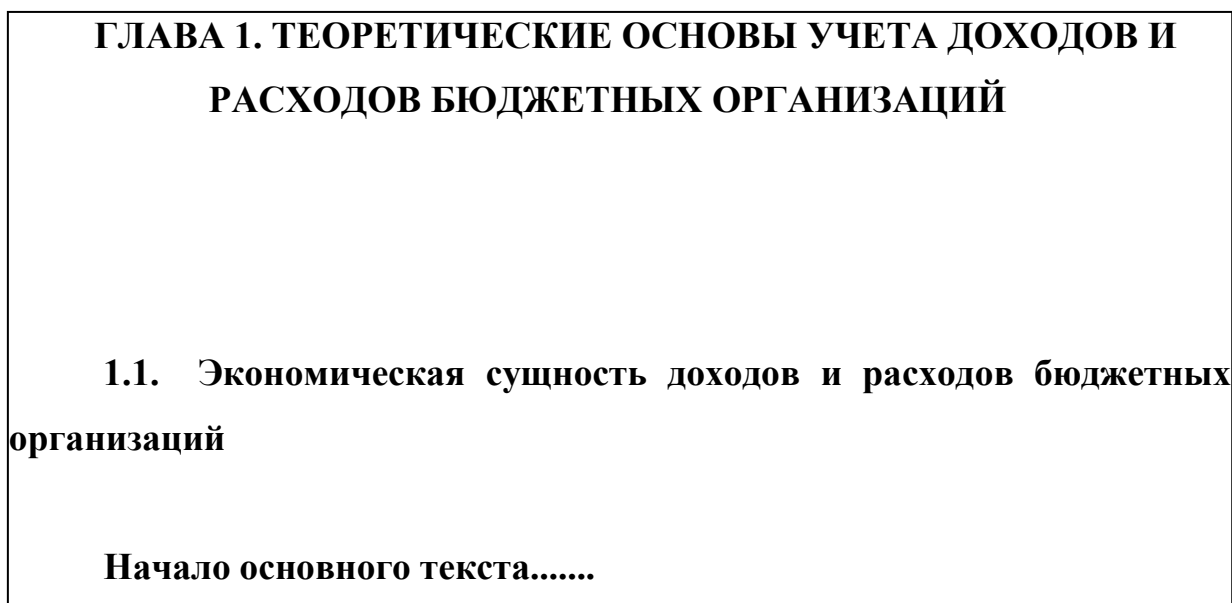 ГЛАВА 1. ТЕОРЕТИЧЕСКИЕ ОСНОВЫ УЧЕТА ДОХОДОВ И
РАСХОДОВ БЮДЖЕТНЫХ ОРГАНИЗАЦИЙ
1.1. Экономическая сущность доходов и расходов бюджетных
организаций
Начало основного текста.......